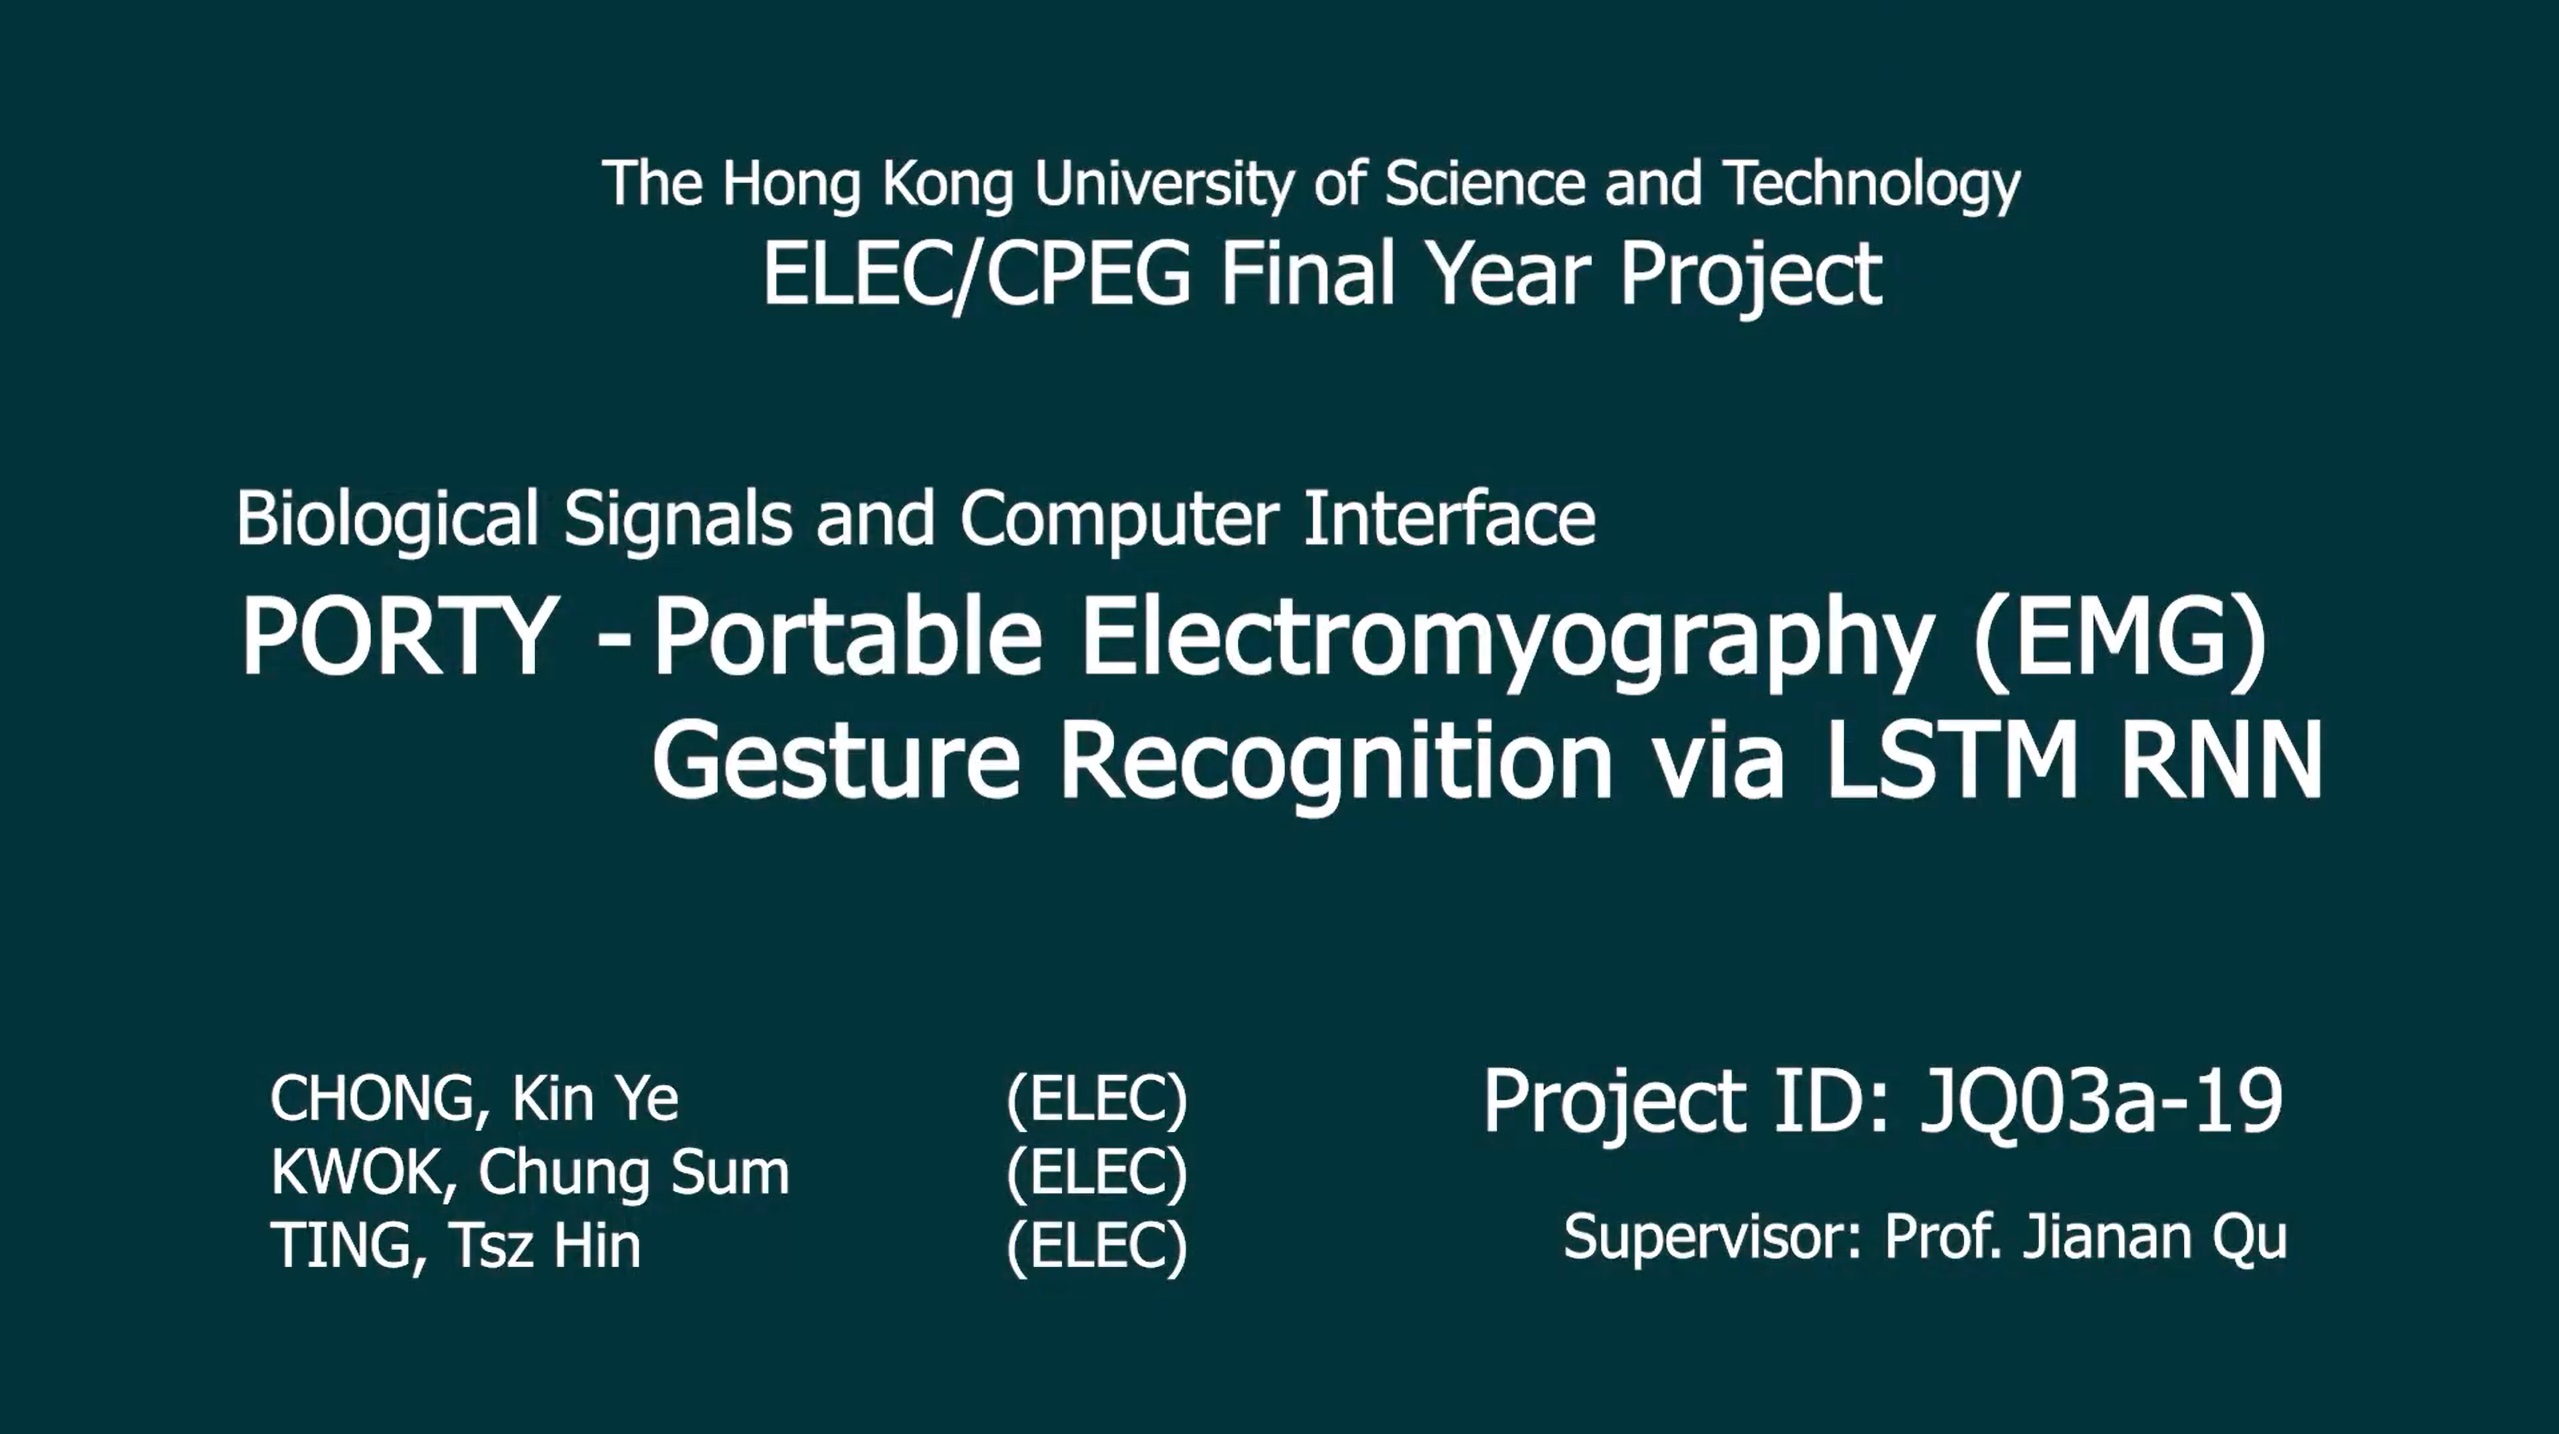 The Hong Kong University of Science and Technology
ELEC/CPEG Final Year Project
Biological Signals and Computer Interface
PORTY - Portable Electromyography (EMG)
Gesture Recognition via LSTM RNN
CHONG, Kin Ye (ELEC)
KWOK, Chung Sum (ELEC)
TING, Tsz Hin (ELEC)
Project ID: JQ03a-19
Supervisor: Prof. Jianan Qu